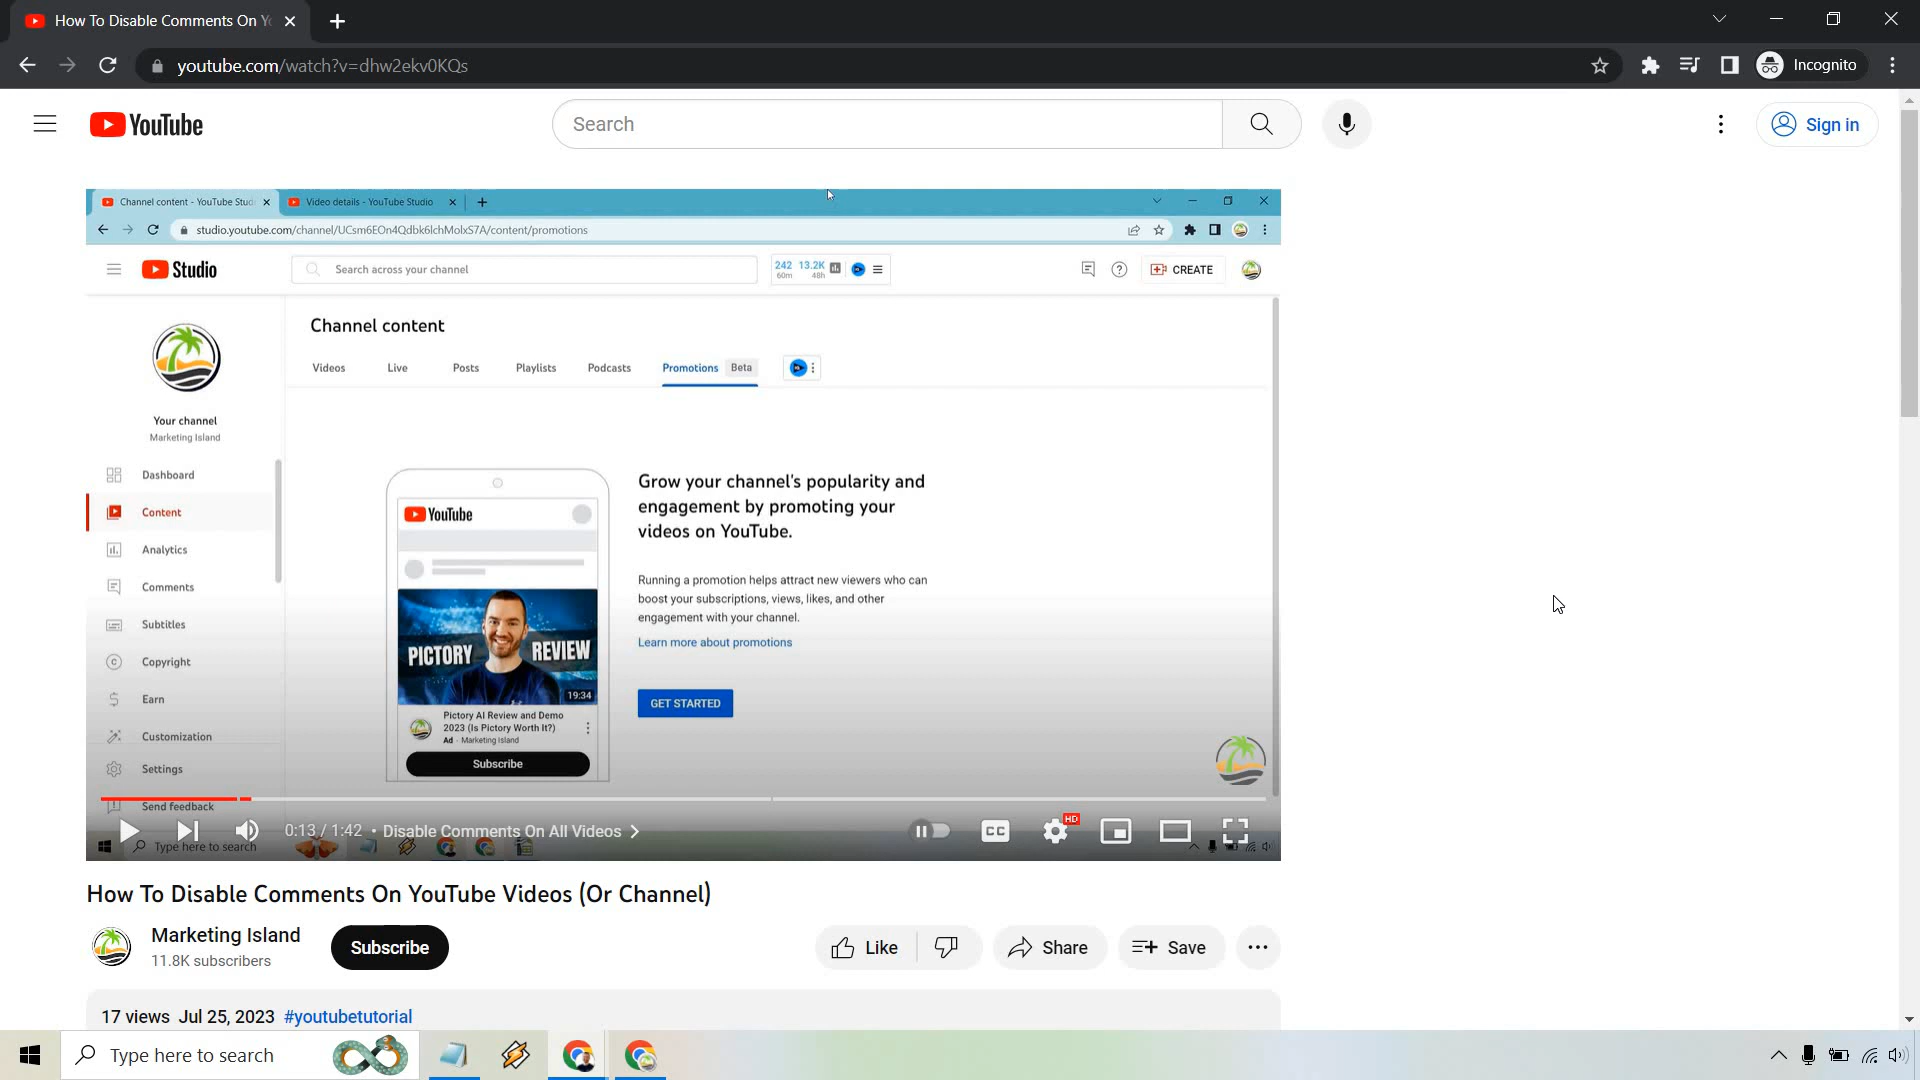 How To Disable Comments On Y
youtube.com/watch?v=dhw2ekv0KQs
Incognito
YouTube
Search
Sign in
Channel content - YouTube Stud
Video details - YouTube Studio
studio.youtube.com/channel/UCsm6EOn4Qdbk6lchMolxS7A/content/promotions
Studio
Search across your channel
242 13.2K
60m 48h
CREATE
Channel content
Videos Live Posts Playlists Podcasts Promotions Beta
Your channel
Marketing Island
Dashboard
Content
Analytics
Comments
Subtitles
Copyright
Earn
Customization
Settings
Send feedback
YouTube
PICTORY REVIEW
19:34
Pictory AI Review and Demo
2023 (Is Pictory Worth It?)
Ad · Marketing Island
Subscribe
Grow your channel's popularity and
engagement by promoting your
videos on YouTube.
Running a promotion helps attract new viewers who can
boost your subscriptions, views, likes, and other
engagement with your channel.
Learn more about promotions
GET STARTED
0:13 / 1:42 • Disable Comments On All Videos
CC
HD
Type here to search
How To Disable Comments On YouTube Videos (Or Channel)
Marketing Island
11.8K subscribers
Subscribe
Like
Share
Save
17 views Jul 25, 2023 #youtubetutorial
Type here to search